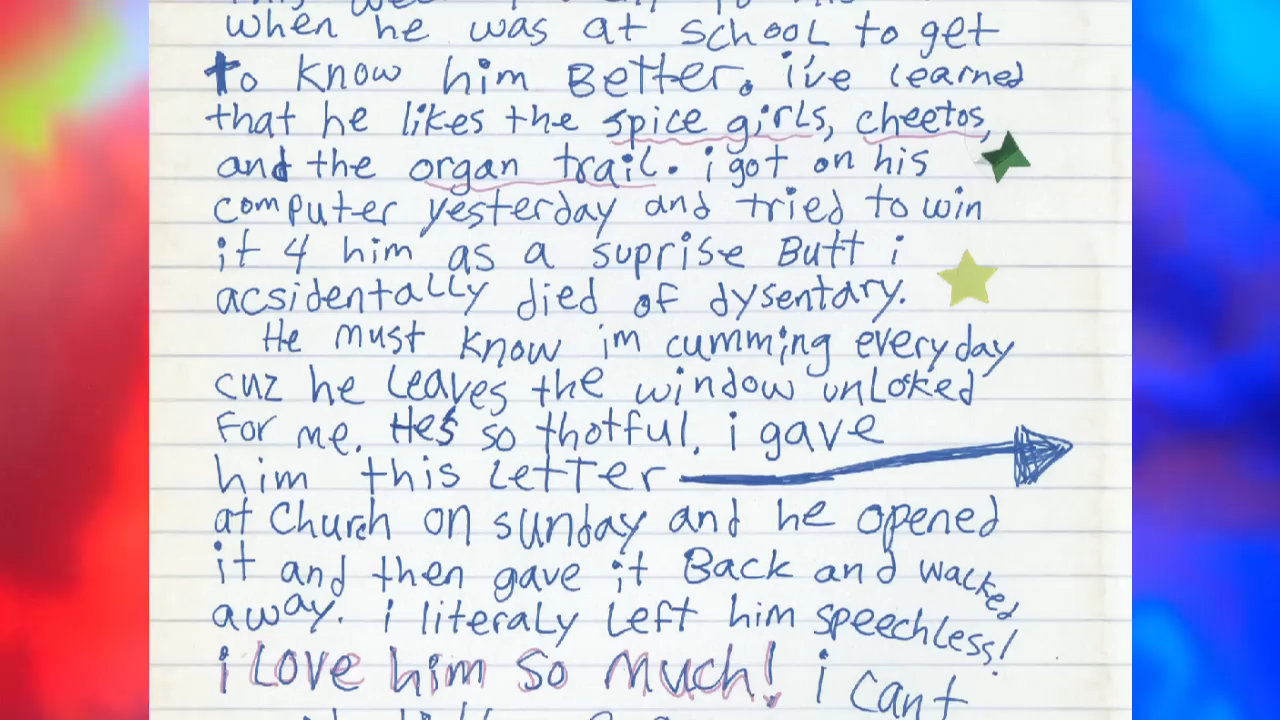 when he was at school to get
to know him Better. i've learned
that he likes the spice girls, cheetos,
and the organ trail. i got on his
computer yesterday and tried to win
it 4 him as a suprise Butt i
acsidentally died of dysentary.
He must know im cumming everyday
cuz he leaves the window unloked
For me. Hes so thotful. i gave
him this letter
at Church on sunday and he opened
it and then gave it Back and walked
away. i literaly left him speechless!
i Love him so much! i can't